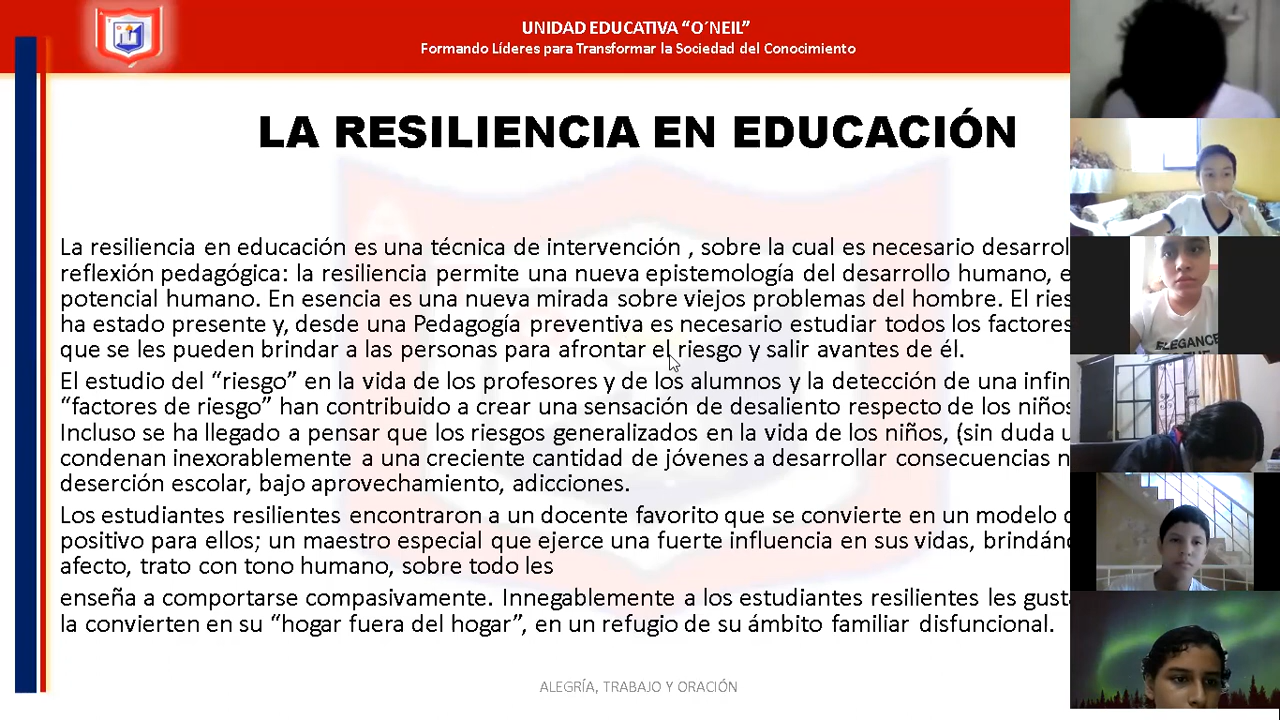 UNIDAD EDUCATIVA “O´NEIL”
Formando Líderes para Transformar la Sociedad del Conocimiento
LA RESILIENCIA EN EDUCACIÓN
La resiliencia en educación es una técnica de intervención , sobre la cual es necesario
reflexión pedagógica: la resiliencia permite una nueva epistemología del desarrollo humano,
potencial humano. En esencia es una nueva mirada sobre viejos problemas del hombre. El
ha estado presente y, desde una Pedagogía preventiva es necesario estudiar todos los factores
que se les pueden brindar a las personas para afrontar el riesgo y salir avantes de él.
El estudio del “riesgo” en la vida de los profesores y de los alumnos y la detección de una
“factores de riesgo” han contribuido a crear una sensación de desaliento respecto de los niños
Incluso se ha llegado a pensar que los riesgos generalizados en la vida de los niños, (sin duda
condenan inexorablemente a una creciente cantidad de jóvenes a desarrollar consecuencias
deserción escolar, bajo aprovechamiento, adicciones.
Los estudiantes resilientes encontraron a un docente favorito que se convierte en un modelo
positivo para ellos; un maestro especial que ejerce una fuerte influencia en sus vidas,
afecto, trato con tono humano, sobre todo les
enseña a comportarse compasivamente. Innegablemente a los estudiantes resilientes les
la convierten en su “hogar fuera del hogar”, en un refugio de su ámbito familiar disfuncional.
ALEGRÍA, TRABAJO Y ORACIÓN
ELEGANCE